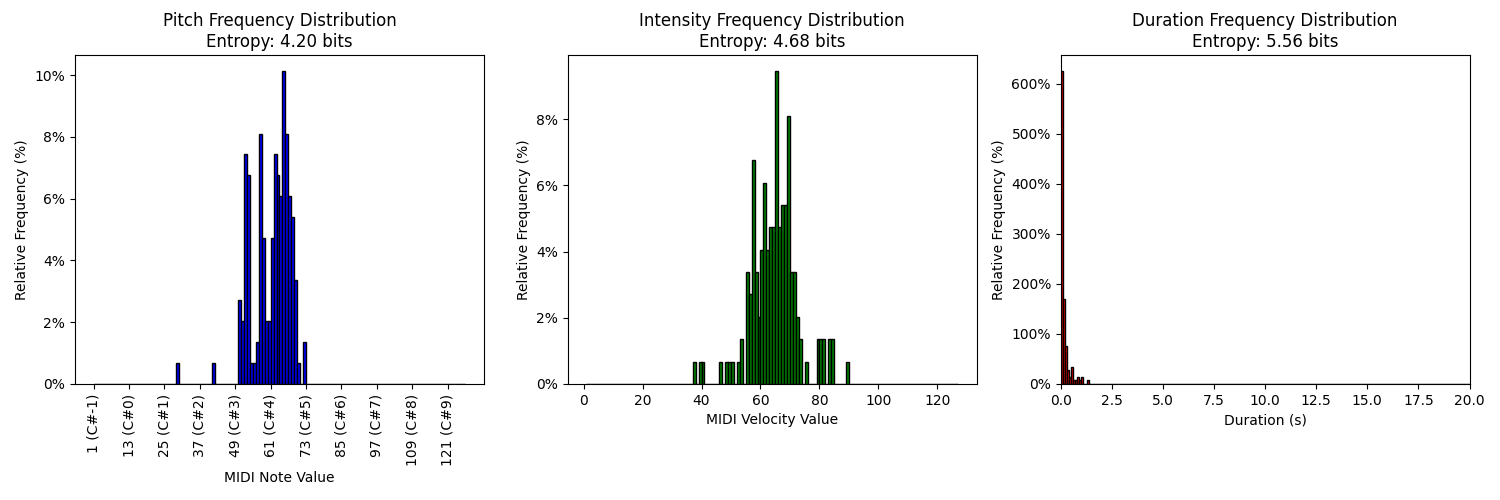 Pitch Frequency Distribution
Entropy: 4.20 bits
Relative Frequency (%)
10%
8%
6%
4%
2%
0%
1 (C#-1)
13 (C#0)
25 (C#1)
37 (C#2)
49 (C#3)
61 (C#4)
73 (C#5)
85 (C#6)
97 (C#7)
109 (C#8)
121 (C#9)
MIDI Note Value
Intensity Frequency Distribution
Entropy: 4.68 bits
Relative Frequency (%)
8%
6%
4%
2%
0%
0
20
40
60
80
100
120
MIDI Velocity Value
Duration Frequency Distribution
Entropy: 5.56 bits
Relative Frequency (%)
600%
500%
400%
300%
200%
100%
0%
0.0
2.5
5.0
7.5
10.0
12.5
15.0
17.5
20.0
Duration (s)